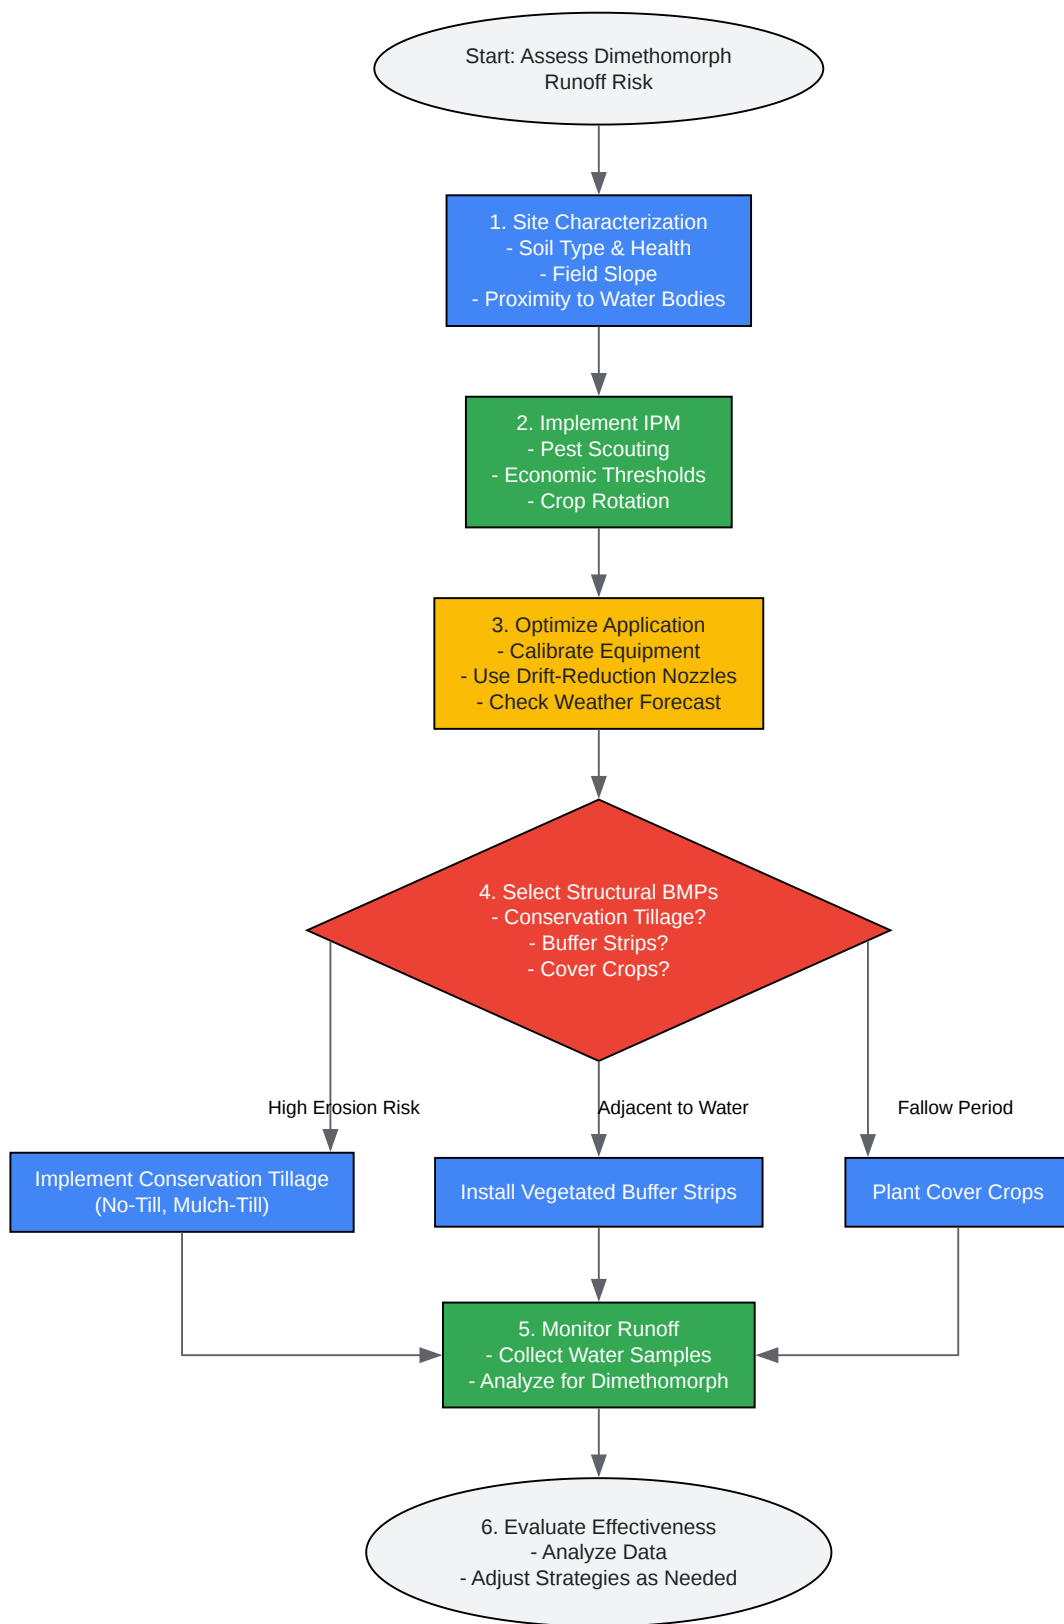 Start: Assess Dimethomorph
Runoff Risk
1. Site Characterization
- Soil Type & Health
- Field Slope
- Proximity to Water Bodies
2. Implement IPM
- Pest Scouting
- Economic Thresholds
- Crop Rotation
3. Optimize Application
- Calibrate Equipment
- Use Drift-Reduction Nozzles
- Check Weather Forecast
4. Select Structural BMPs
- Conservation Tillage?
- Buffer Strips?
- Cover Crops?
High Erosion Risk
Adjacent to Water
Fallow Period
Implement Conservation Tillage
(No-Till, Mulch-Till)
Install Vegetated Buffer Strips
Plant Cover Crops
5. Monitor Runoff
- Collect Water Samples
- Analyze for Dimethomorph
6. Evaluate Effectiveness
- Analyze Data
- Adjust Strategies as Needed